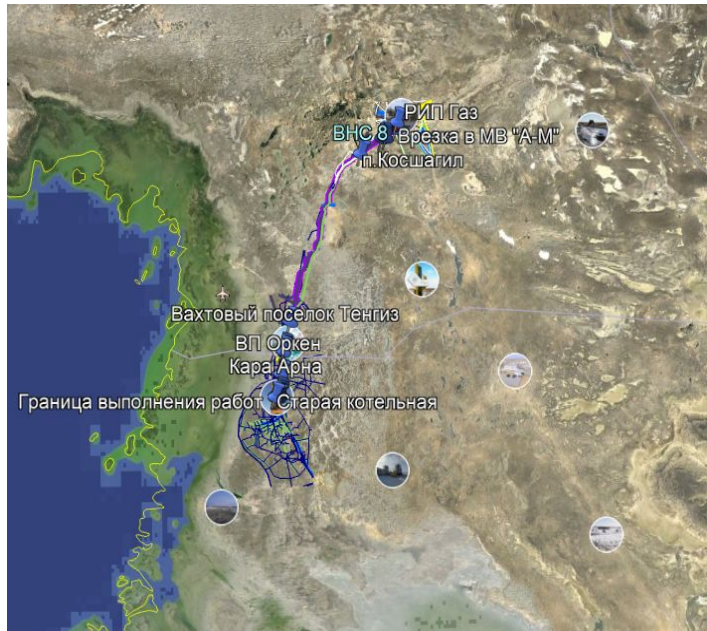 РИП Газ
ВНС 8
Врезка в МВ "А-М"
п.Косшагил
Вахтовый поселок Тенгиз
ВП Оркен
Кара Арна
Граница выполнения работ
Старая котельная